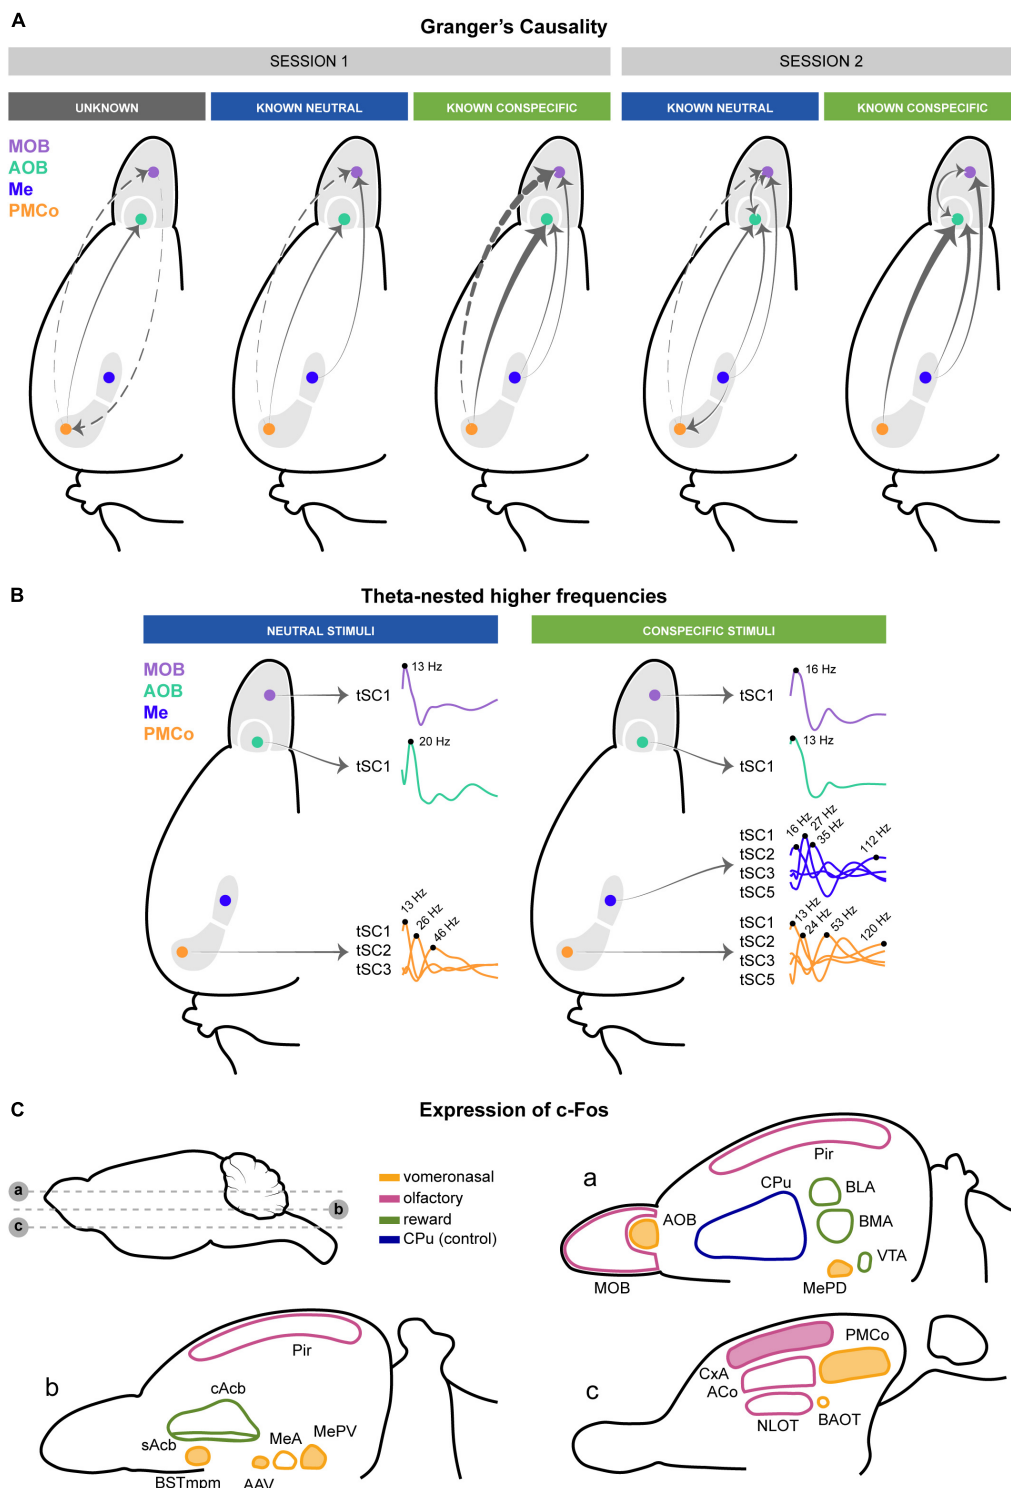 A
Granger's Causality
SESSION 1
SESSION 2
UNKNOWN
KNOWN NEUTRAL
KNOWN CONSPECIFIC
KNOWN NEUTRAL
KNOWN CONSPECIFIC
MOB
AOB
Me
PMCo
B
Theta-nested higher frequencies
NEUTRAL STIMULI
CONSPECIFIC STIMULI
MOB
AOB
Me
PMCo
tSC1
13 Hz
tSC1
20 Hz
tSC1
tSC2
tSC3
13 Hz
26 Hz
46 Hz
tSC1
16 Hz
tSC1
13 Hz
tSC1
tSC2
tSC3
tSC5
16 Hz
27 Hz
35 Hz
112 Hz
tSC1
tSC2
tSC3
tSC5
13 Hz
24 Hz
53 Hz
120 Hz
C
Expression of c-Fos
a
b
c
vomeronasal
olfactory
reward
CPu (control)
a
Pir
CPu
BLA
BMA
AOB
VTA
MePD
MOB
b
Pir
cAcb
sAcb
MeA
MePV
BSTmpm
AAV
c
PMCo
CxA
ACo
NLOT
BAOT